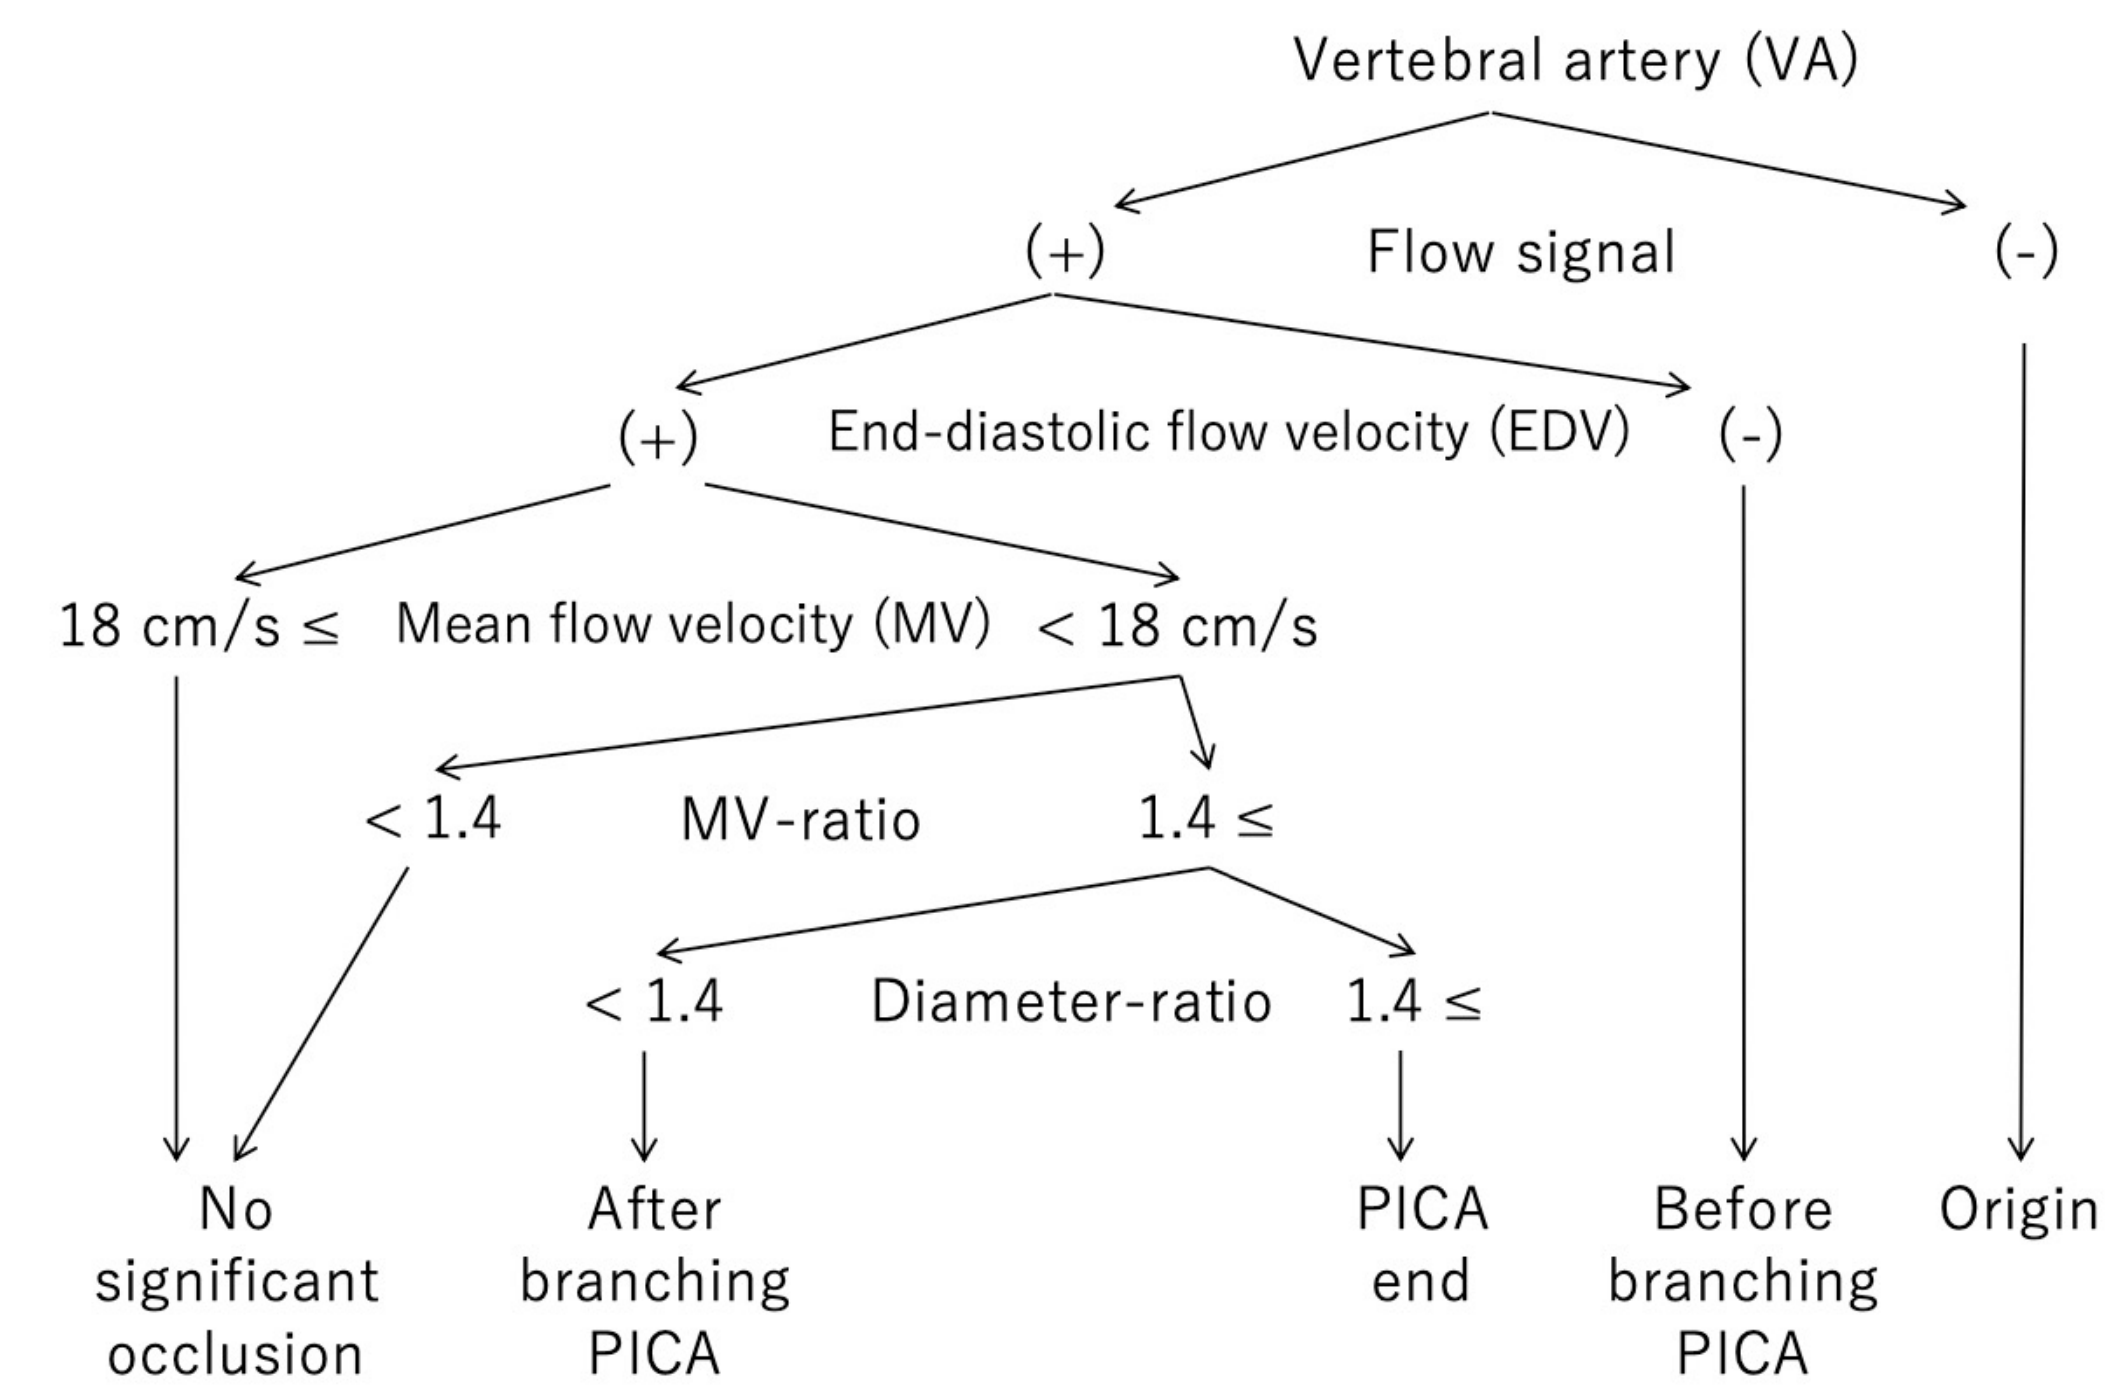 Vertebral artery (VA)
(+) Flow signal (-)
(+) End-diastolic flow velocity (EDV) (-)
18 cm/s ≤ Mean flow velocity (MV) < 18 cm/s
< 1.4 MV-ratio 1.4 ≤
< 1.4 Diameter-ratio 1.4 ≤
No
significant
occlusion
After
branching
PICA
PICA
end
Before
branching
PICA
Origin